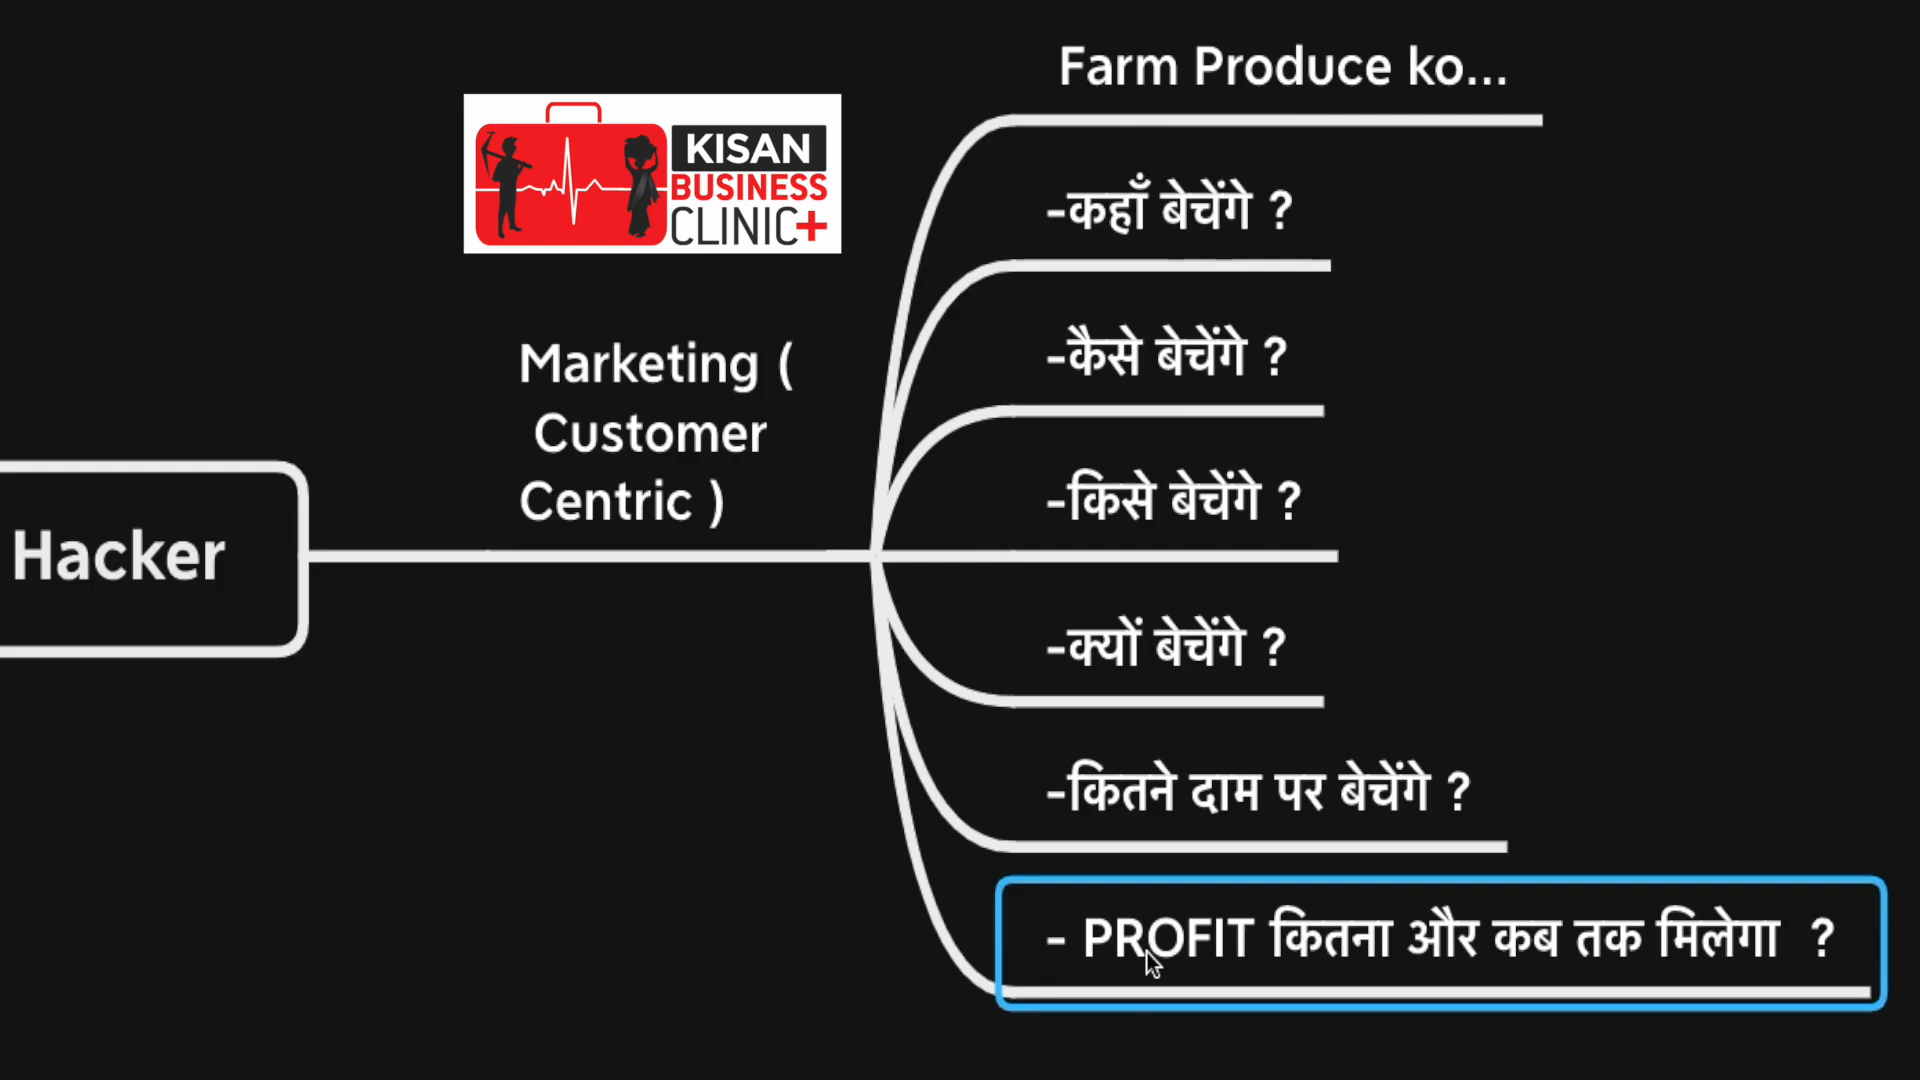 Farm Produce ko...
KISAN
BUSINESS
CLINIC+
-कहाँ बेचेंगे ?
-कैसे बेचेंगे ?
Marketing (
Customer
Centric )
-किसे बेचेंगे ?
Hacker
-क्यों बेचेंगे ?
-कितने दाम पर बेचेंगे ?
- PROFIT कितना और कब तक मिलेगा ?